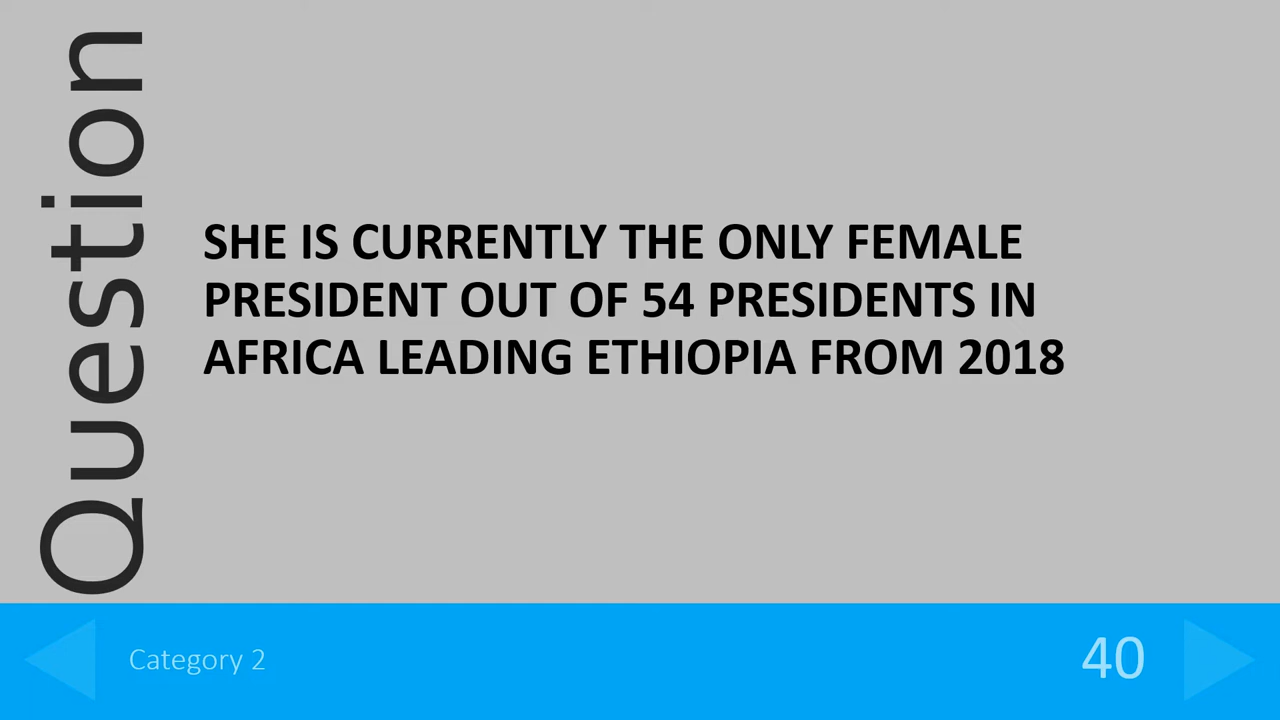 Question
SHE IS CURRENTLY THE ONLY FEMALE
PRESIDENT OUT OF 54 PRESIDENTS IN
AFRICA LEADING ETHIOPIA FROM 2018
Category 2
40